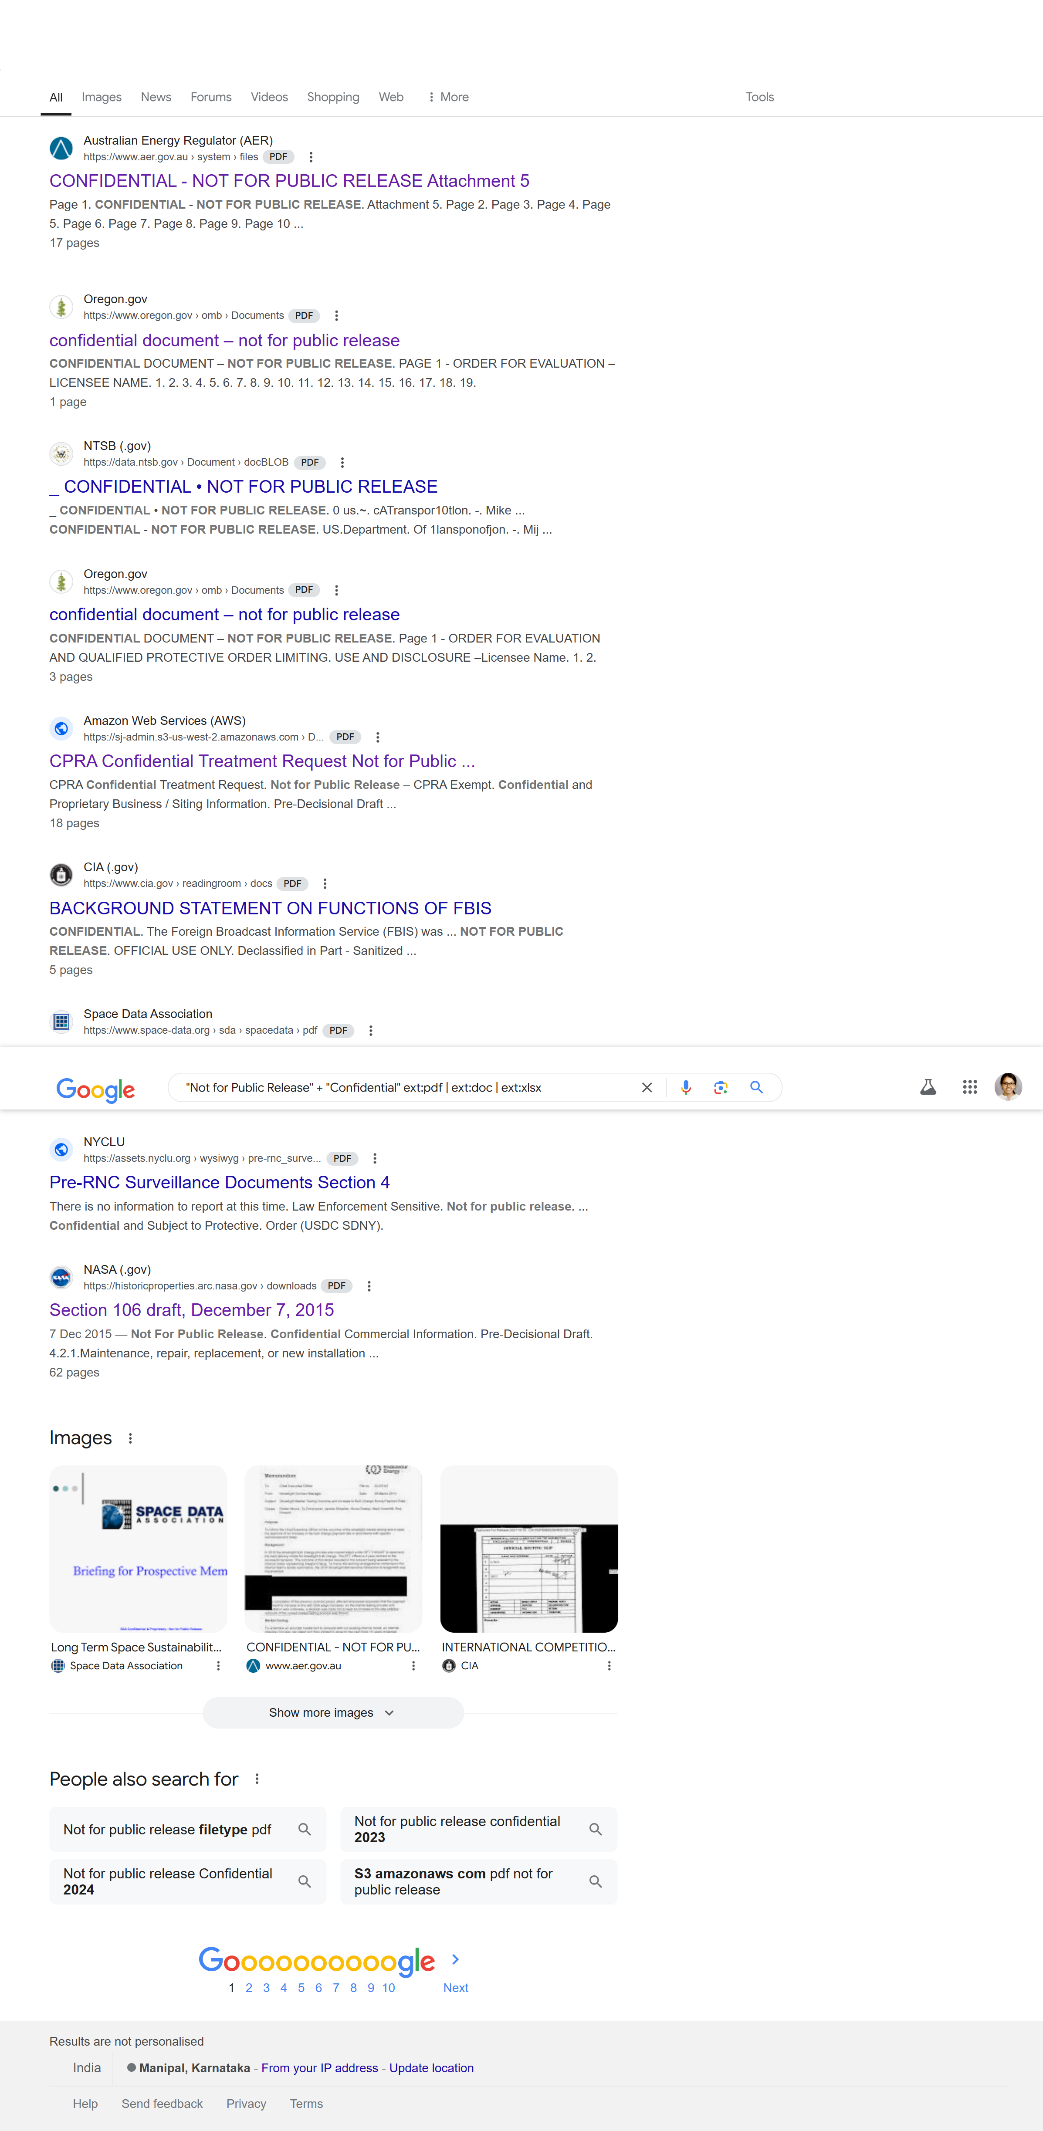 All Images News Forums Videos Shopping Web More Tools
Australian Energy Regulator (AER)
https://www.aer.gov.au › system › files PDF
CONFIDENTIAL - NOT FOR PUBLIC RELEASE Attachment 5
Page 1. CONFIDENTIAL - NOT FOR PUBLIC RELEASE. Attachment 5. Page 2. Page 3. Page 4. Page
5. Page 6. Page 7. Page 8. Page 9. Page 10 ...
17 pages
Oregon.gov
https://www.oregon.gov › omb › Documents PDF
confidential document – not for public release
CONFIDENTIAL DOCUMENT – NOT FOR PUBLIC RELEASE. PAGE 1 - ORDER FOR EVALUATION –
LICENSEE NAME. 1. 2. 3. 4. 5. 6. 7. 8. 9. 10. 11. 12. 13. 14. 15. 16. 17. 18. 19.
1 page
NTSB (.gov)
https://data.ntsb.gov › Document › docBLOB PDF
_ CONFIDENTIAL • NOT FOR PUBLIC RELEASE
_ CONFIDENTIAL • NOT FOR PUBLIC RELEASE. 0 us.~. cATranspor10tlon. -. Mike ...
CONFIDENTIAL - NOT FOR PUBLIC RELEASE. US.Department. Of 1lansponofjon. -. Mij ...
Oregon.gov
https://www.oregon.gov › omb › Documents PDF
confidential document – not for public release
CONFIDENTIAL DOCUMENT – NOT FOR PUBLIC RELEASE. Page 1 - ORDER FOR EVALUATION
AND QUALIFIED PROTECTIVE ORDER LIMITING. USE AND DISCLOSURE –Licensee Name. 1. 2.
3 pages
Amazon Web Services (AWS)
https://sj-admin.s3-us-west-2.amazonaws.com › D... PDF
CPRA Confidential Treatment Request Not for Public ...
CPRA Confidential Treatment Request. Not for Public Release – CPRA Exempt. Confidential and
Proprietary Business / Siting Information. Pre-Decisional Draft ...
18 pages
CIA (.gov)
https://www.cia.gov › readingroom › docs PDF
BACKGROUND STATEMENT ON FUNCTIONS OF FBIS
CONFIDENTIAL. The Foreign Broadcast Information Service (FBIS) was ... NOT FOR PUBLIC
RELEASE. OFFICIAL USE ONLY. Declassified in Part - Sanitized ...
5 pages
Space Data Association
https://www.space-data.org › sda › spacedata › pdf PDF
Google "Not for Public Release" + "Confidential" ext:pdf | ext:doc | ext:xlsx
NYCLU
https://assets.nyclu.org › wysiwyg › pre-rnc_surve... PDF
Pre-RNC Surveillance Documents Section 4
There is no information to report at this time. Law Enforcement Sensitive. Not for public release. ...
Confidential and Subject to Protective. Order (USDC SDNY).
NASA (.gov)
https://historicproperties.arc.nasa.gov › downloads PDF
Section 106 draft, December 7, 2015
7 Dec 2015 — Not For Public Release. Confidential Commercial Information. Pre-Decisional Draft.
4.2.1.Maintenance, repair, replacement, or new installation ...
62 pages
Images
SPACE DATA
ASSOCIATION
Briefing for Prospective Mem
Memorandum
OFFICIAL ROUTING SLIP
Long Term Space Sustainabilit... CONFIDENTIAL - NOT FOR PU... INTERNATIONAL COMPETITIO...
Space Data Association www.aer.gov.au CIA
Show more images
People also search for
Not for public release filetype pdf
Not for public release confidential
2023
Not for public release Confidential
2024
S3 amazonaws com pdf not for
public release
Goooooooooogle
1 2 3 4 5 6 7 8 9 10 Next
Results are not personalised
India Manipal, Karnataka - From your IP address - Update location
Help Send feedback Privacy Terms